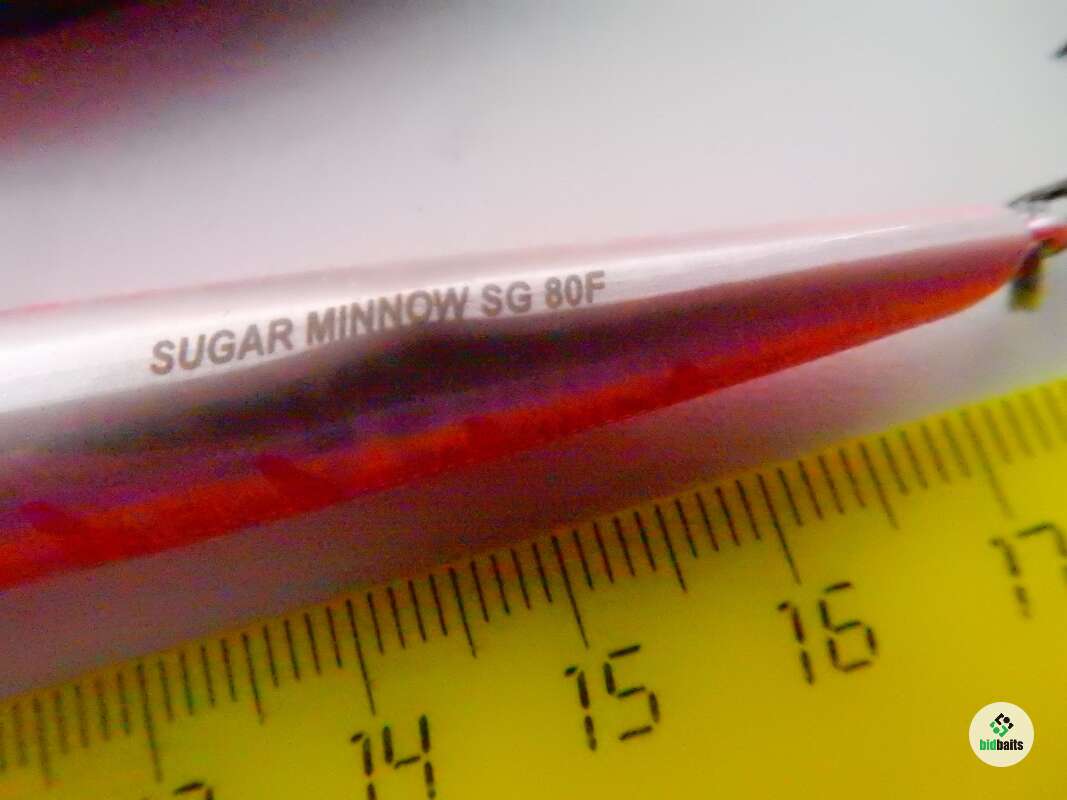 SUGAR MINNOW SG 80F
14 15 16 17
bidbaits